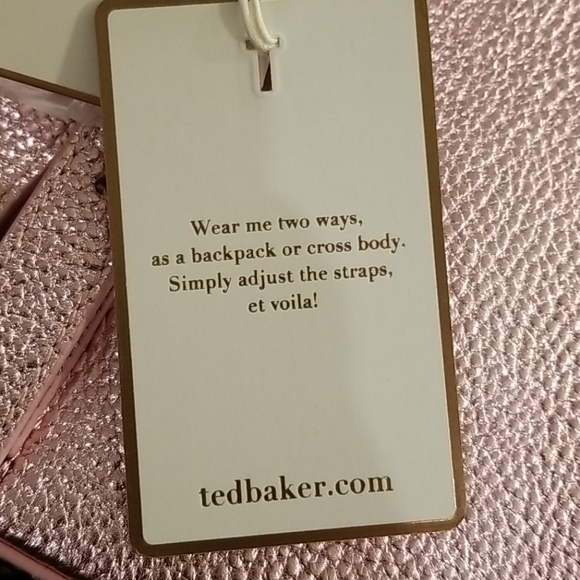 Wear me two ways,
as a backpack or cross body.
Simply adjust the straps,
et voila!
tedbaker.com